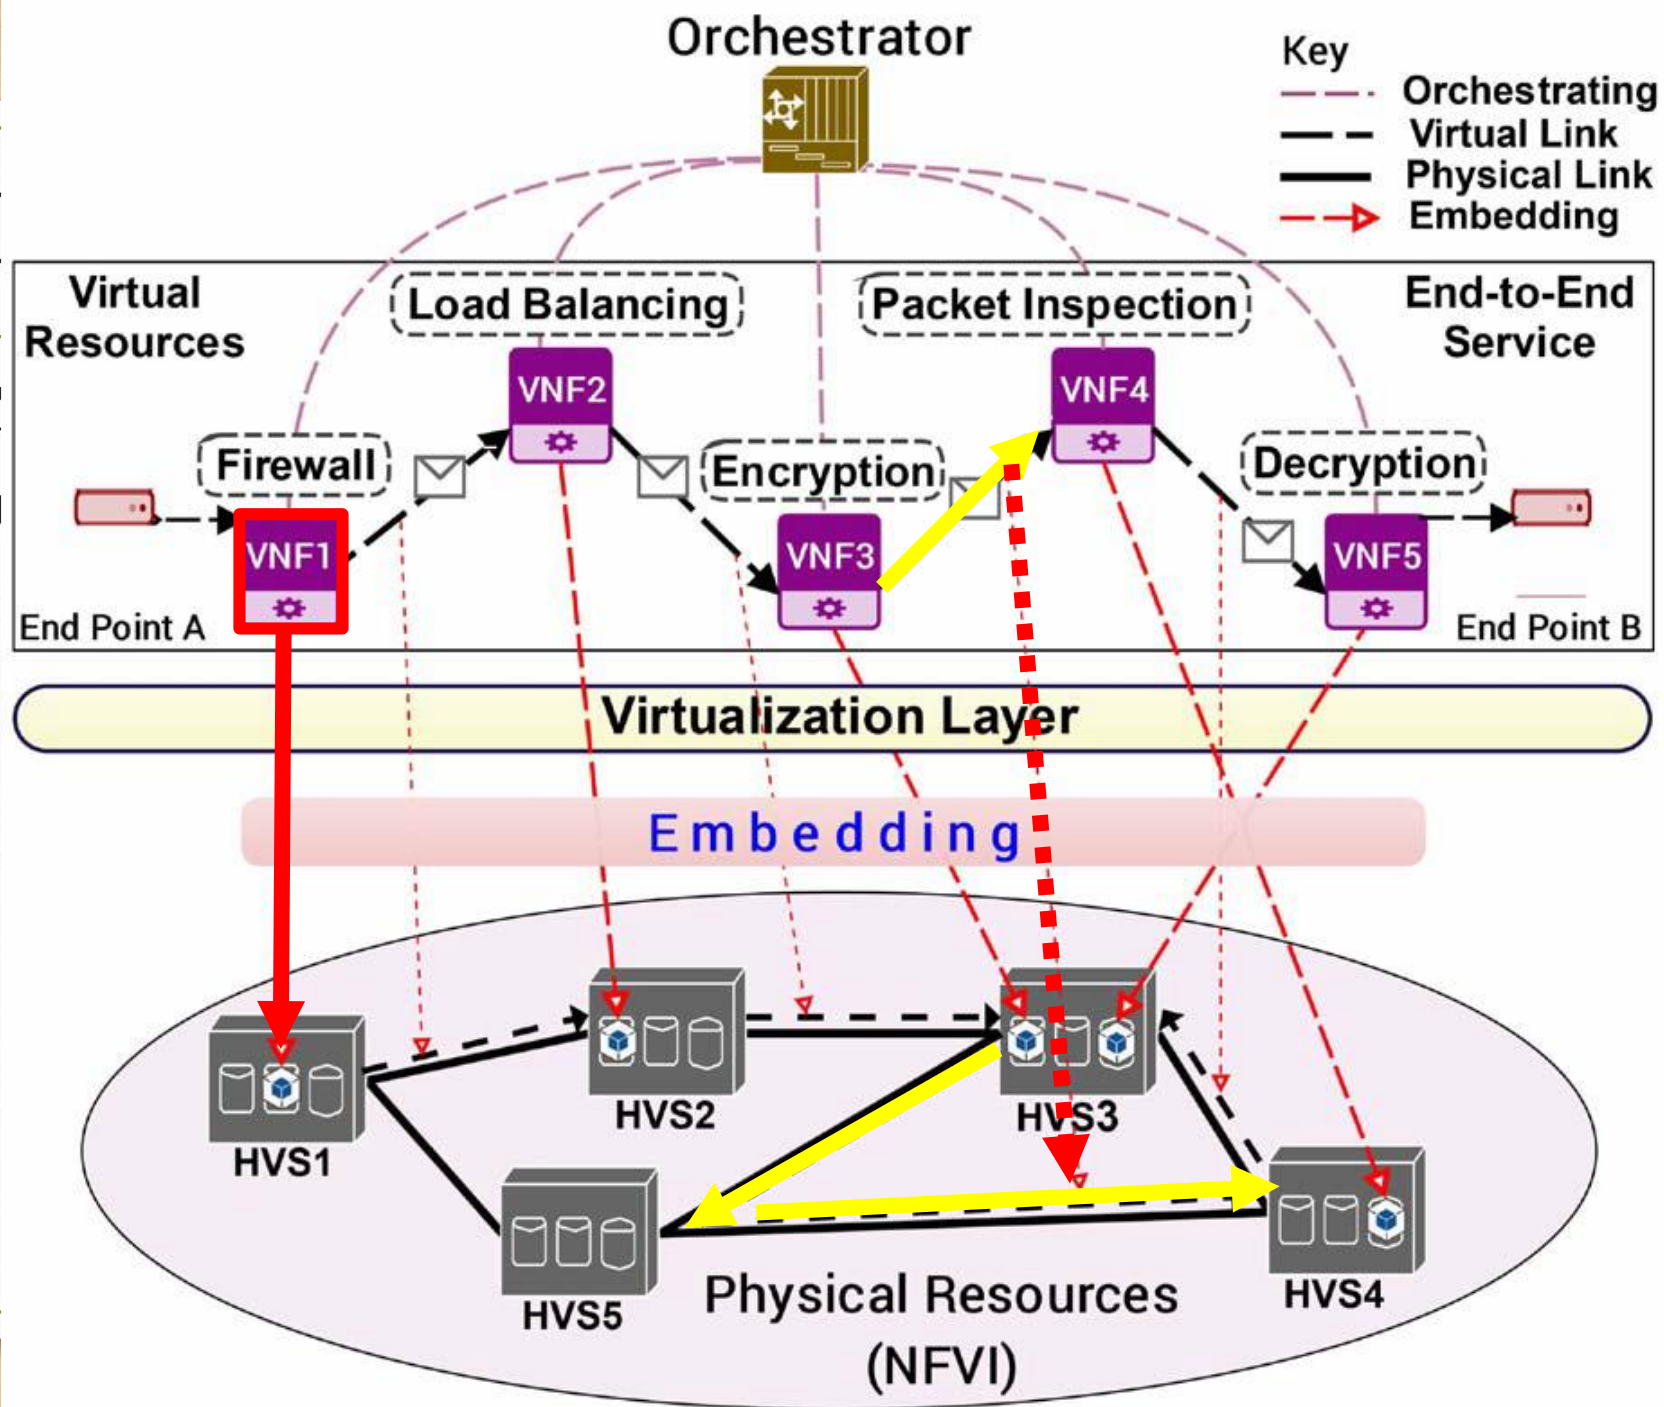 Orchestrator
Key
Orchestrating
Virtual Link
Physical Link
Embedding
Virtual
Resources
Load Balancing
Packet Inspection
End-to-End
Service
VNF2
VNF4
Firewall
Encryption
Decryption
VNF1
VNF3
VNF5
End Point A
End Point B
Virtualization Layer
Embedding
HVS1
HVS2
HVS3
HVS4
HVS5
Physical Resources
(NFVI)